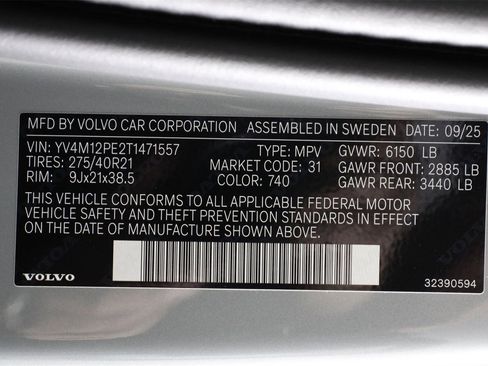 MFD BY VOLVO CAR CORPORATION ASSEMBLED IN SWEDEN DATE: 09/25
VIN: YV4M12PE2T1471557 TYPE: MPV GVWR: 6150 LB
TIRES: 275/40R21 MARKET CODE: 31 GAWR FRONT: 2885 LB
RIM: 9Jx21x38.5 COLOR: 740 GAWR REAR: 3440 LB
THIS VEHICLE CONFORMS TO ALL APPLICABLE FEDERAL MOTOR
VEHICLE SAFETY AND THEFT PREVENTION STANDARDS IN EFFECT
ON THE DATE OF MANUFACTURE SHOWN ABOVE.
VOLVO 32390594